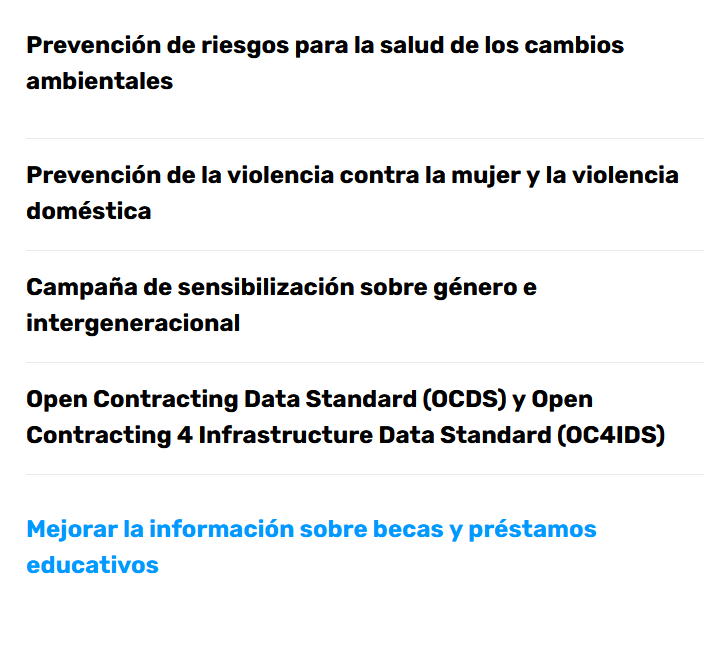 Prevención de riesgos para la salud de los cambios
ambientales
Prevención de la violencia contra la mujer y la violencia
doméstica
Campaña de sensibilización sobre género e
intergeneracional
Open Contracting Data Standard (OCDS) y Open
Contracting 4 Infrastructure Data Standard (OC4IDS)
Mejorar la información sobre becas y préstamos
educativos